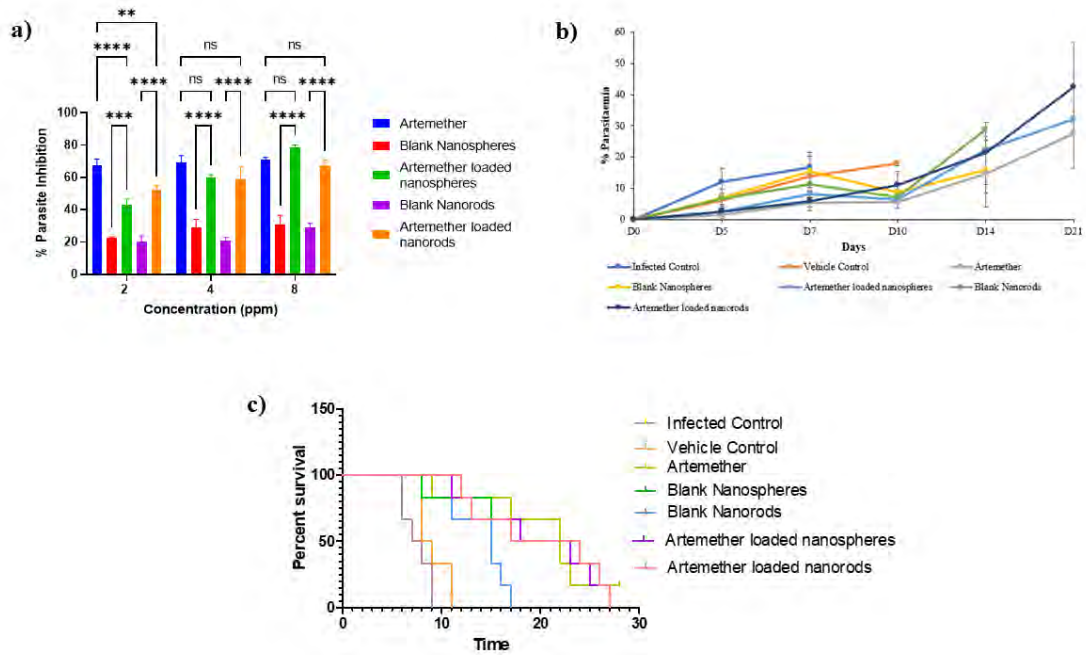 a)
**
****
***
****
ns
ns
****
****
ns
ns
****
****
% Parasite Inhibition
100
80
60
40
20
0
2
4
8
Concentration (ppm)
Artemether
Blank Nanospheres
Artemether loaded
nanospheres
Blank Nanorods
Artemether loaded
nanorods
b)
% Parasitaemia
60
50
40
30
20
10
0
D0
D5
D7
D10
D14
D21
Days
Infected Control
Vehicle Control
Artemether
Blank Nanospheres
Artemether loaded nanospheres
Blank Nanorods
Artemether loaded nanorods
c)
Percent survival
150
100
50
0
0
10
20
30
Time
Infected Control
Vehicle Control
Artemether
Blank Nanospheres
Blank Nanorods
Artemether loaded nanospheres
Artemether loaded nanorods